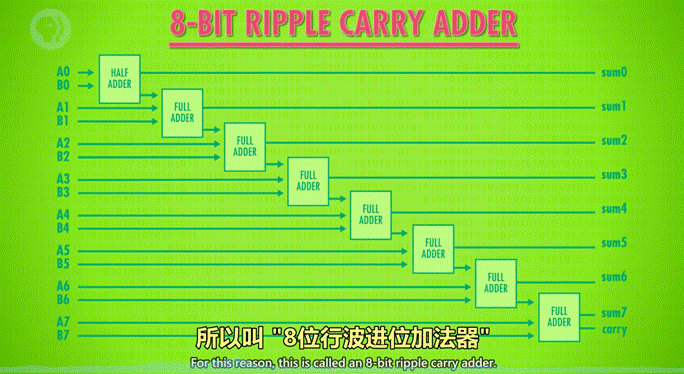 8-BIT RIPPLE CARRY ADDER
A0
B0
HALF ADDER
sum0
A1
B1
FULL ADDER
sum1
A2
B2
FULL ADDER
sum2
A3
B3
FULL ADDER
sum3
A4
B4
FULL ADDER
sum4
A5
B5
FULL ADDER
sum5
A6
B6
FULL ADDER
sum6
A7
B7
FULL ADDER
sum7
carry
所以叫 "8位行波进位加法器"
For this reason, this is called an 8-bit ripple carry adder.